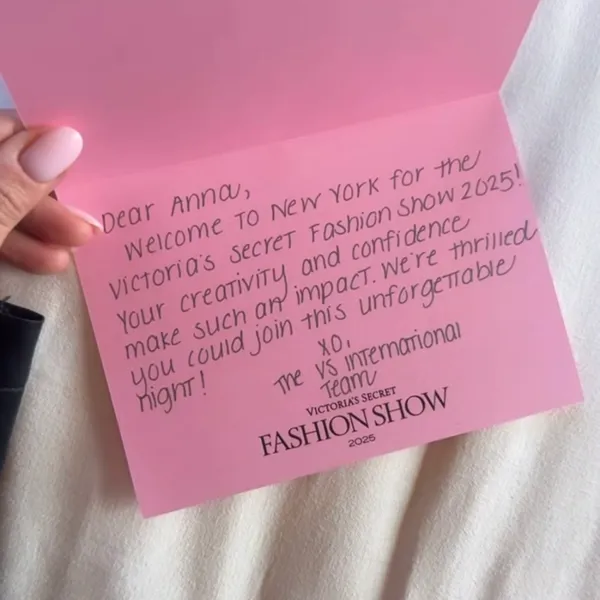 Dear Anna,
Welcome To New York for the
Victoria's Secret Fashion Show 2025!
Your creativity and confidence
make such an impact. We're thrilled
you could join this unforgettable
night!
XO,
The VS International
Team
VICTORIA'S SECRET
FASHION SHOW
2025